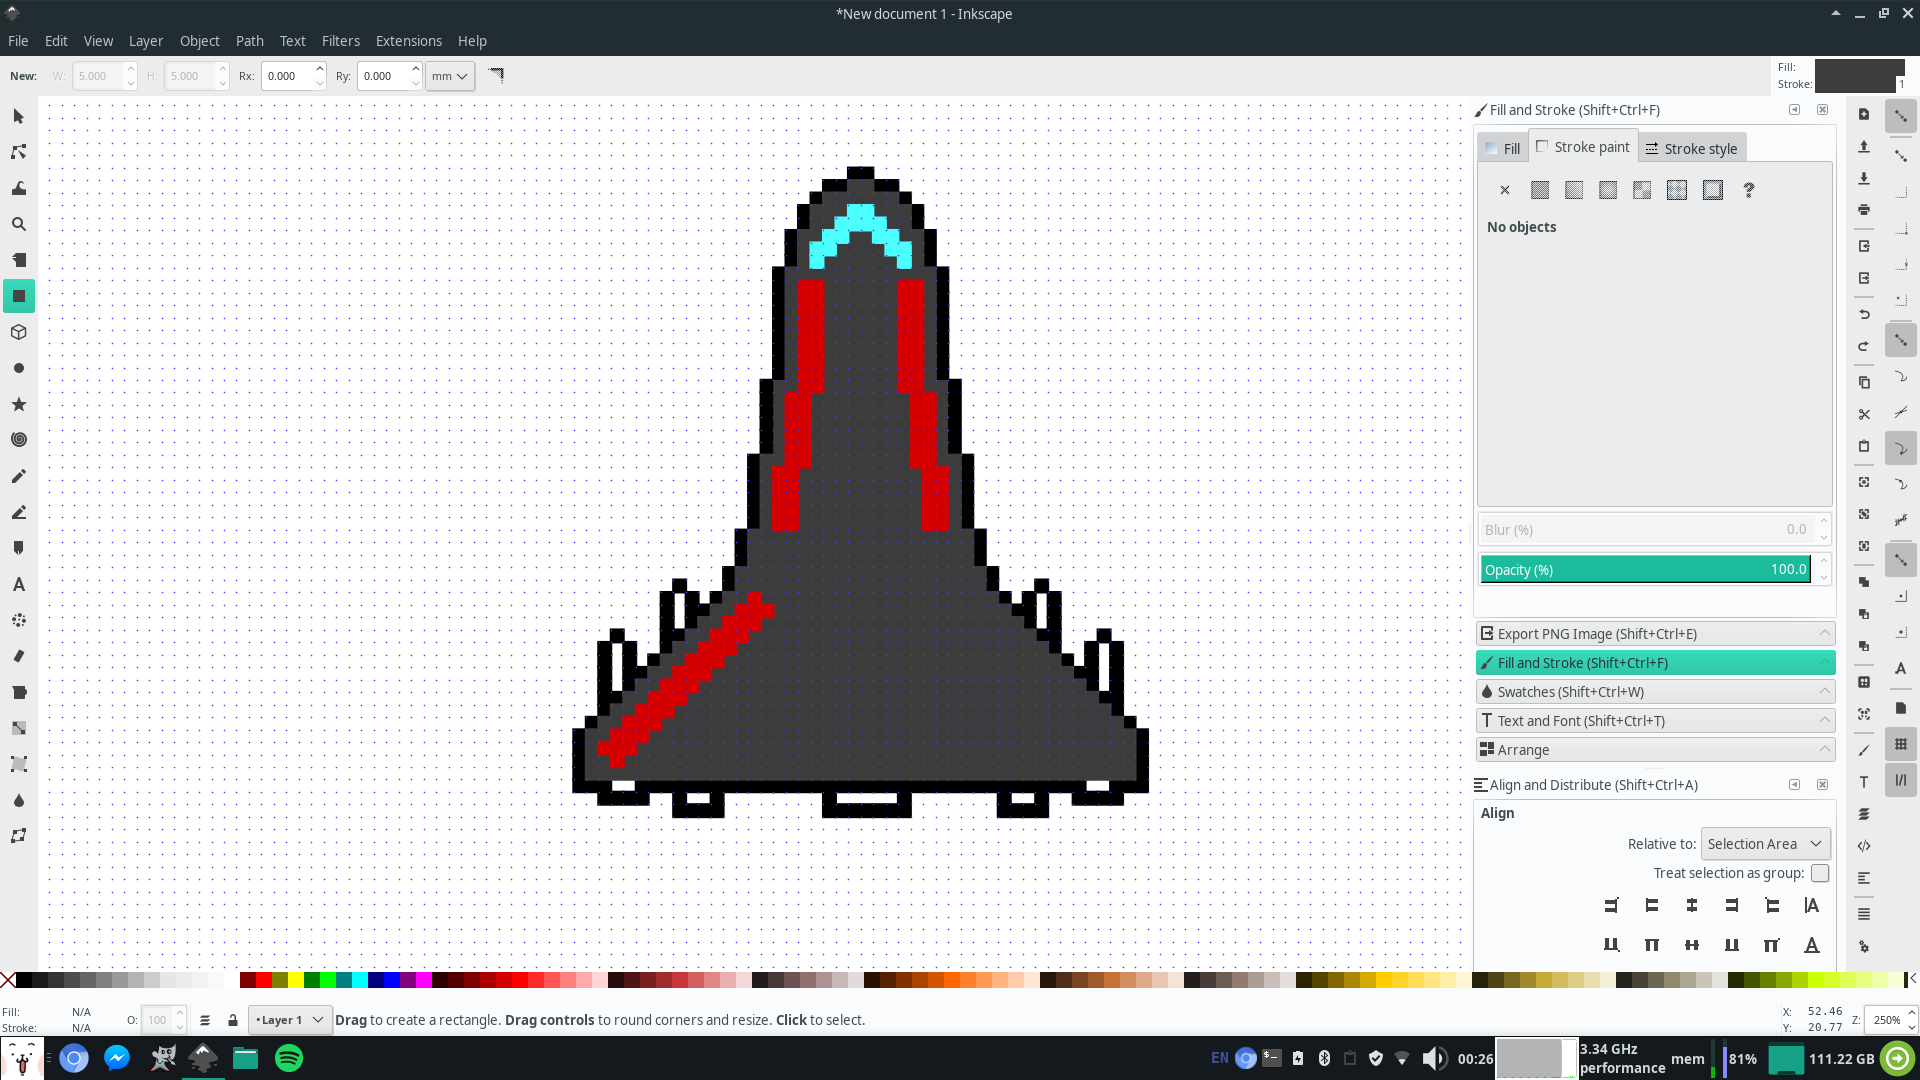 *New document 1 - Inkscape
File Edit View Layer Object Path Text Filters Extensions Help
New: W: 5.000 H: 5.000 Rx: 0.000 Ry: 0.000 mm
Fill:
Stroke: 1
Fill and Stroke (Shift+Ctrl+F)
Fill Stroke paint Stroke style
?
No objects
Blur (%) 0.0
Opacity (%) 100.0
Export PNG Image (Shift+Ctrl+E)
Fill and Stroke (Shift+Ctrl+F)
Swatches (Shift+Ctrl+W)
Text and Font (Shift+Ctrl+T)
Arrange
Align and Distribute (Shift+Ctrl+A)
Align
Relative to: Selection Area
Treat selection as group:
Fill: N/A
Stroke: N/A
O: 100
•Layer 1
Drag to create a rectangle. Drag controls to round corners and resize. Click to select.
X: 52.46
Y: 20.77
Z: 250%
EN
00:26
3.34 GHz
performance
mem
81%
111.22 GB